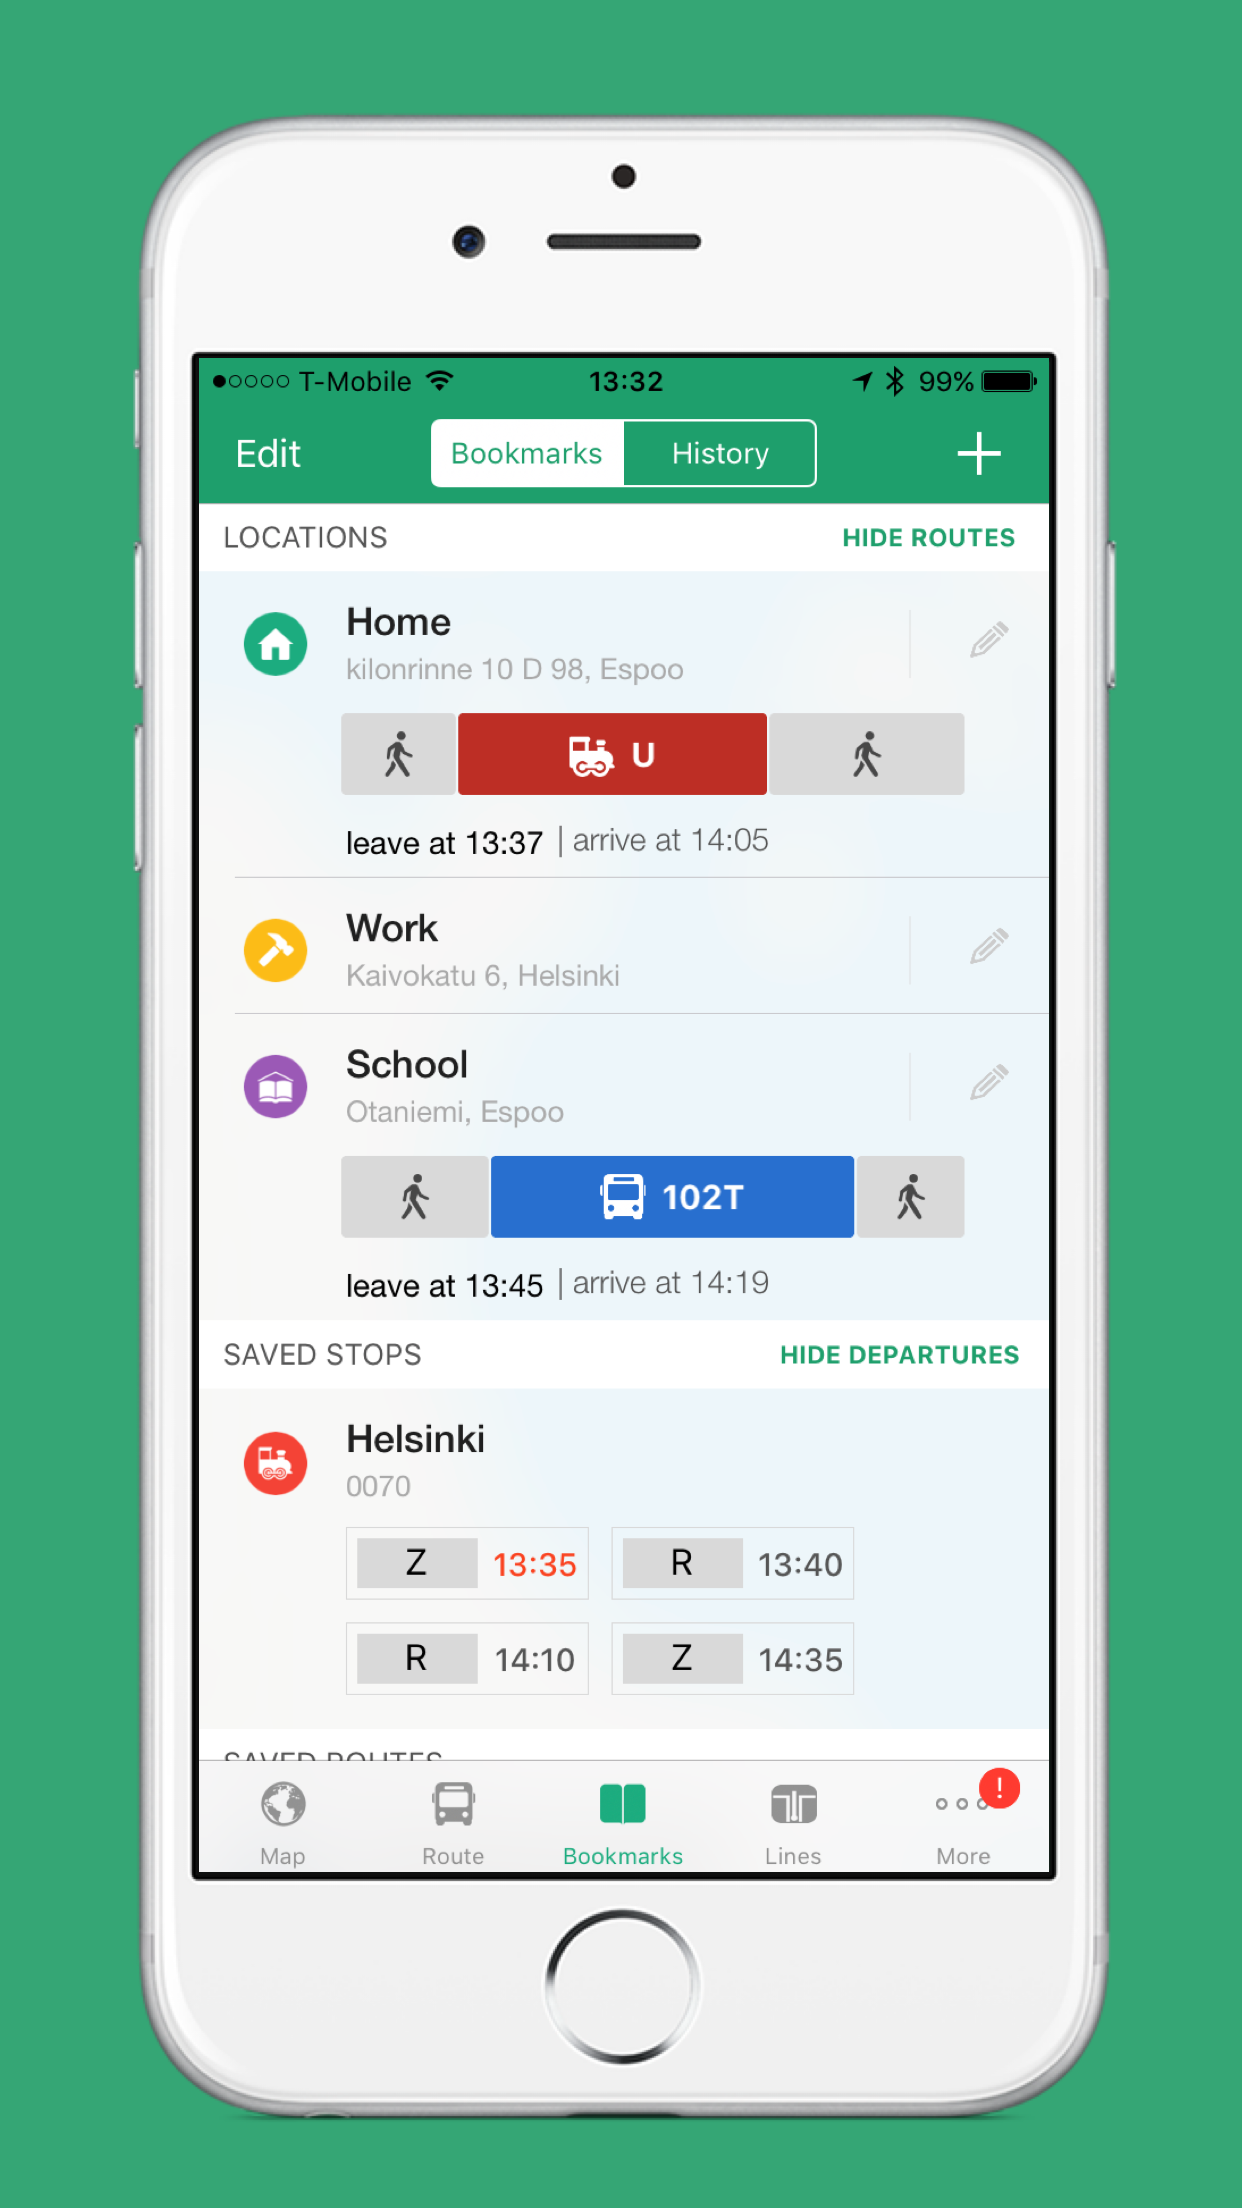 T-Mobile 13:32 99%
Edit Bookmarks History
LOCATIONS HIDE ROUTES
Home
kilonrinne 10 D 98, Espoo
U
leave at 13:37 | arrive at 14:05
Work
Kaivokatu 6, Helsinki
School
Otaniemi, Espoo
102T
leave at 13:45 | arrive at 14:19
SAVED STOPS HIDE DEPARTURES
Helsinki
0070
Z 13:35 R 13:40
R 14:10 Z 14:35
SAVED ROUTES
!
Map Route Bookmarks Lines More